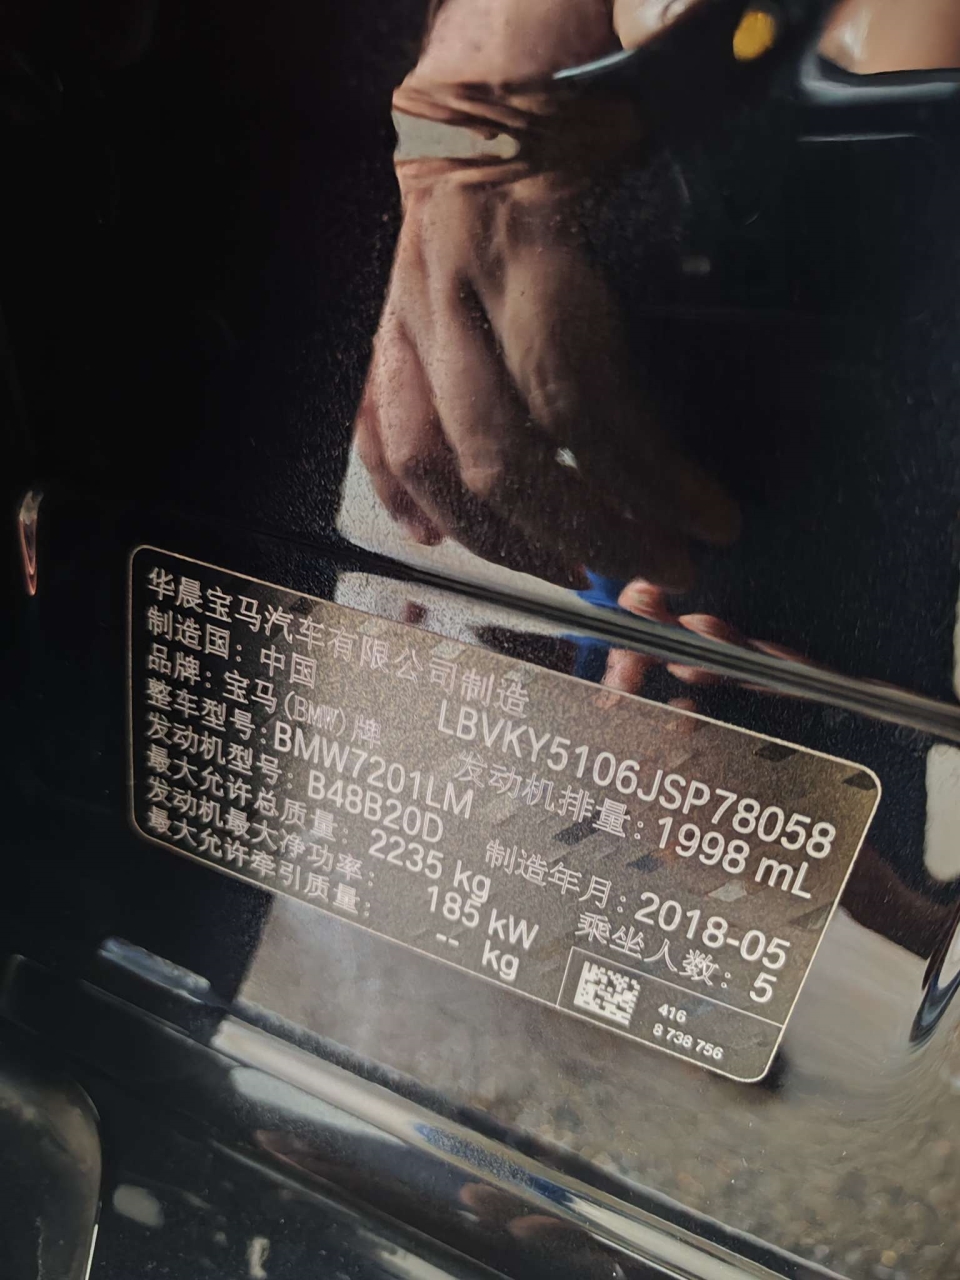 华晨宝马汽车有限公司制造
制造国：中国 LBVKY5106JSP78058
品牌：宝马(BMW)牌 发动机排量：1998 mL
整车型号：BMW7201LM
发动机型号：B48B20D 制造年月：2018-05
最大允许总质量：2235 kg 乘坐人数：5
发动机最大净功率：185 kW
最大允许牵引质量：-- kg
416
8 738 756